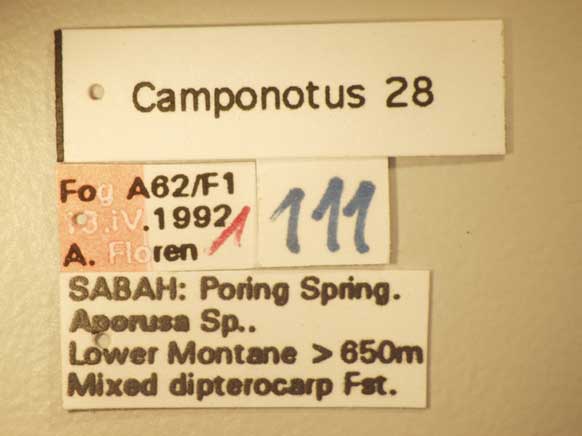 Camponotus 28
Fog A62/F1
13.iV.1992
1
A. Floren
111
SABAH: Poring Spring.
Aporusa Sp..
Lower Montane > 650m
Mixed dipterocarp Fst.